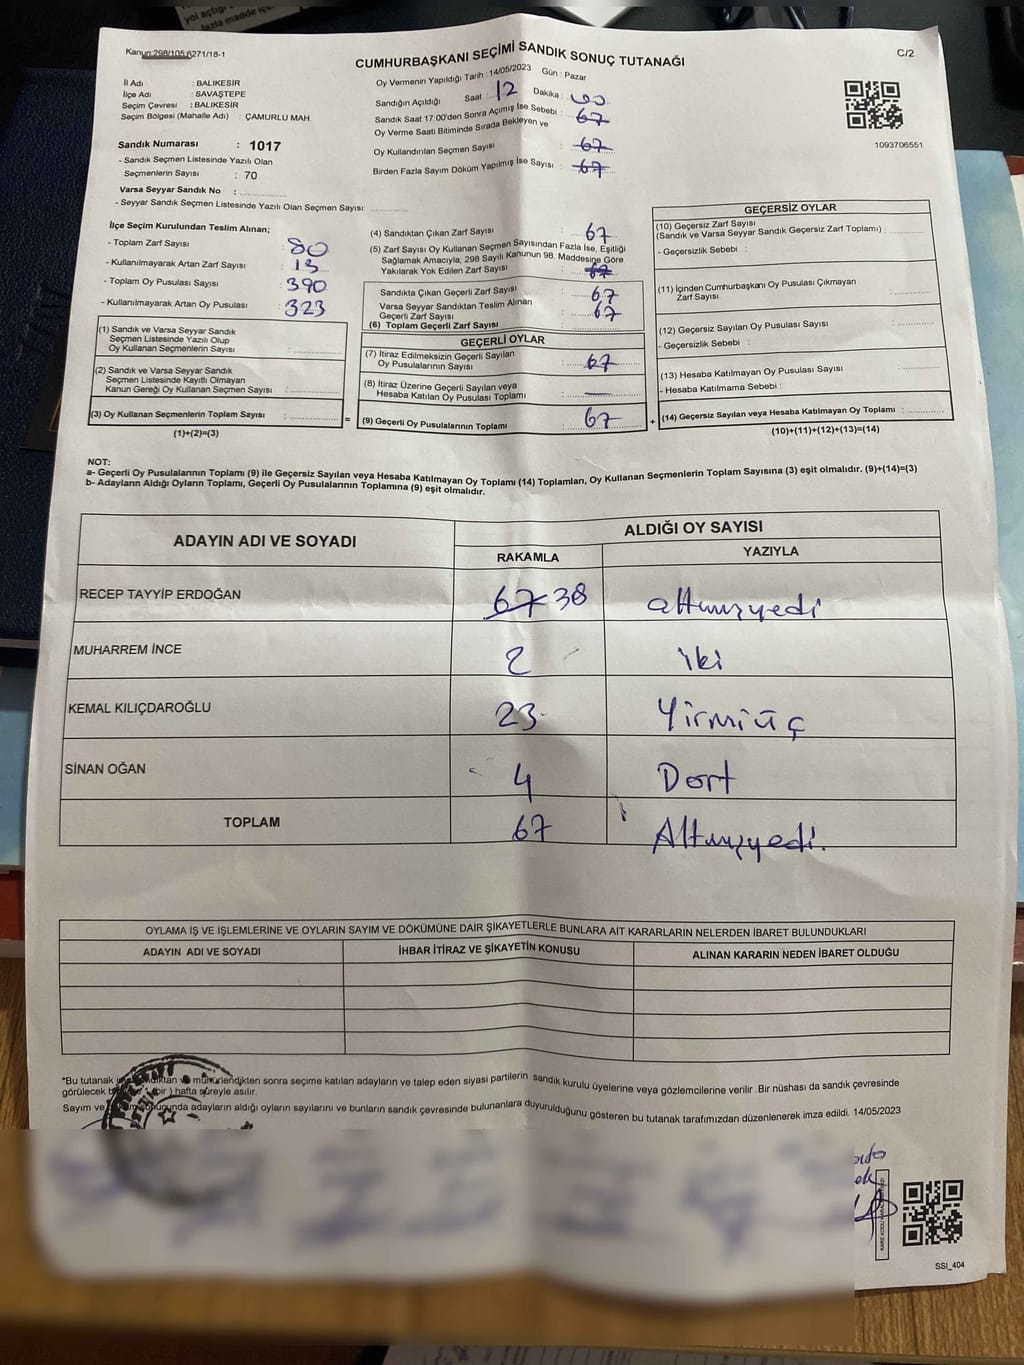 yol açtığı
fazla madde içe
Kanun:298/105-6271/18-1
CUMHURBAŞKANI SEÇİMİ SANDIK SONUÇ TUTANAĞI
C/2
İl Adı : BALIKESİR
İlçe Adı : SAVAŞTEPE
Seçim Çevresi : BALIKESİR
Seçim Bölgesi (Mahalle Adı) : ÇAMURLU MAH.
Sandık Numarası : 1017
- Sandık Seçmen Listesinde Yazılı Olan
Seçmenlerin Sayısı : 70
Varsa Seyyar Sandık No :
- Seyyar Sandık Seçmen Listesinde Yazılı Olan Seçmen Sayısı:
Oy Vermenin Yapıldığı Tarih : 14/05/2023 Gün : Pazar
Sandığın Açıldığı Saat : 12 Dakika :
Sandık Saat 17:00'den Sonra Açımış İse Sebebi : 67
Oy Verme Saati Bitiminde Sırada Bekleyen ve
Oy Kullandırılan Seçmen Sayısı : 67
Birden Fazla Sayım Döküm Yapılmış İse Sayısı : 67
1093706551
İlçe Seçim Kurulundan Teslim Alınan;
- Toplam Zarf Sayısı : 80
- Kullanılmayarak Artan Zarf Sayısı : 13
- Toplam Oy Pusulası Sayısı : 390
- Kullanılmayarak Artan Oy Pusulası : 323
(1) Sandık ve Varsa Seyyar Sandık
Seçmen Listesinde Yazılı Olup
Oy Kullanan Seçmenlerin Sayısı :
(2) Sandık ve Varsa Seyyar Sandık
Seçmen Listesinde Kayıtlı Olmayan
Kanun Gereği Oy Kullanan Seçmen Sayısı :
(3) Oy Kullanan Seçmenlerin Toplam Sayısı : =
(1)+(2)=(3)
(4) Sandıktan Çıkan Zarf Sayısı : 67
(5) Zarf Sayısı Oy Kullanan Seçmen Sayısından Fazla İse, Eşitliği
Sağlamak Amacıyla; 298 Sayılı Kanunun 98. Maddesine Göre
Yakılarak Yok Edilen Zarf Sayısı : 67
Sandıkta Çıkan Geçerli Zarf Sayısı : 67
Varsa Seyyar Sandıktan Teslim Alınan
Geçerli Zarf Sayısı : 67
(6) Toplam Geçerli Zarf Sayısı :
GEÇERLİ OYLAR
(7) İtiraz Edilmeksizin Geçerli Sayılan
Oy Pusulalarının Sayısı : 67
(8) İtiraz Üzerine Geçerli Sayılan veya
Hesaba Katılan Oy Pusulası Toplamı : —
(9) Geçerli Oy Pusulalarının Toplamı : 67 +
GEÇERSİZ OYLAR
(10) Geçersiz Zarf Sayısı
(Sandık ve Varsa Seyyar Sandık Geçersiz Zarf Toplamı) :
- Geçersizlik Sebebi :
(11) İçinden Cumhurbaşkanı Oy Pusulası Çıkmayan
Zarf Sayısı :
(12) Geçersiz Sayılan Oy Pusulası Sayısı :
- Geçersizlik Sebebi :
(13) Hesaba Katılmayan Oy Pusulası Sayısı :
- Hesaba Katılmama Sebebi :
(14) Geçersiz Sayılan veya Hesaba Katılmayan Oy Toplamı :
(10)+(11)+(12)+(13)=(14)
NOT:
a- Geçerli Oy Pusulalarının Toplamı (9) ile Geçersiz Sayılan veya Hesaba Katılmayan Oy Toplamı (14) Toplamları, Oy Kullanan Seçmenlerin Toplam Sayısına (3) eşit olmalıdır. (9)+(14)=(3)
b- Adayların Aldığı Oyların Toplamı, Geçerli Oy Pusulalarının Toplamına (9) eşit olmalıdır.
ADAYIN ADI VE SOYADI
ALDIĞI OY SAYISI
RAKAMLA YAZIYLA
RECEP TAYYİP ERDOĞAN 67 38 altmışyedi
MUHARREM İNCE 2 iki
KEMAL KILIÇDAROĞLU 23 Yirmiüç
SİNAN OĞAN 4 Dort
TOPLAM 67 Altmışyedi.
OYLAMA İŞ VE İŞLEMLERİNE VE OYLARIN SAYIM VE DÖKÜMÜNE DAİR ŞİKAYETLERLE BUNLARA AİT KARARLARIN NELERDEN İBARET BULUNDUKLARI
ADAYIN ADI VE SOYADI İHBAR İTİRAZ VE ŞİKAYETİN KONUSU ALINAN KARARIN NEDEN İBARET OLDUĞU
*Bu tutanak mühürlendikten sonra seçime katılan adayların ve talep eden siyasi partilerin sandık kurulu üyelerine veya gözlemcilerine verilir. Bir nüshası da sandık çevresinde
görülecek bir) hafta süreyle asılır.
Sayım ve sonucunda adayların aldığı oyların sayılarını ve bunların sandık çevresinde bulunanlara duyurulduğunu gösteren bu tutanak tarafımızdan düzenlenerek imza edildi. 14/05/2023
SSI_404